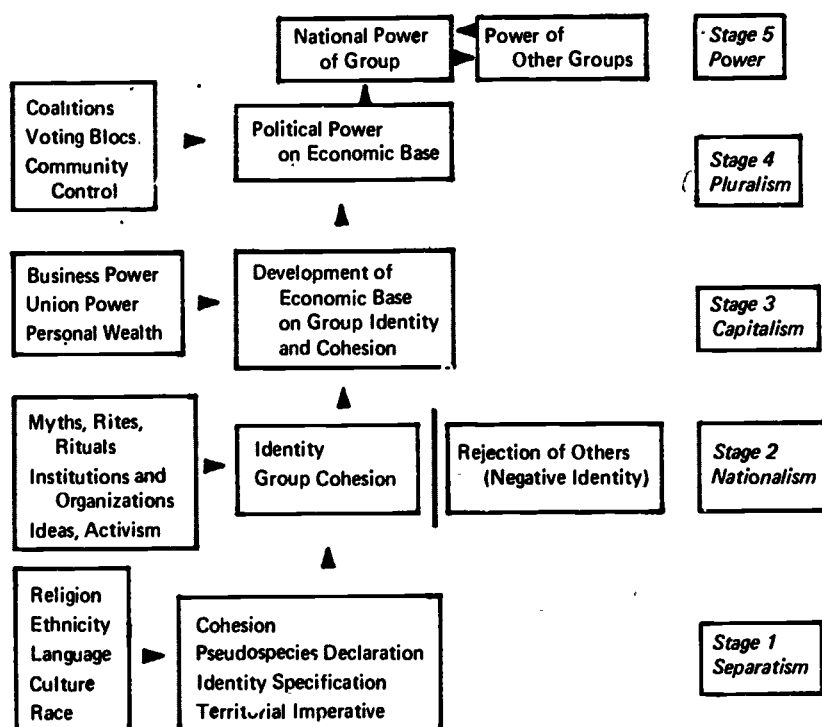 National Power
of Group
Power of
Other Groups
Stage 5
Power
Coalitions
Voting Blocs.
Community
Control
Political Power
on Economic Base
Stage 4
Pluralism
Business Power
Union Power
Personal Wealth
Development of
Economic Base
on Group Identity
and Cohesion
Stage 3
Capitalism
Myths, Rites,
Rituals
Institutions and
Organizations
Ideas, Activism
Identity
Group Cohesion
Rejection of Others
(Negative Identity)
Stage 2
Nationalism
Religion
Ethnicity
Language
Culture
Race
Cohesion
Pseudospecies Declaration
Identity Specification
Territorial Imperative
Stage 1
Separatism